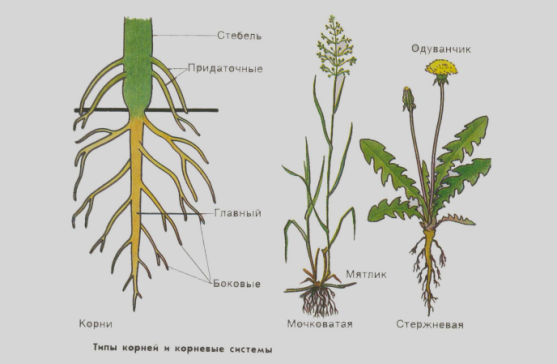 Стебель
Придаточные
Главный
Боковые
Корни
Одуванчик
Мятлик
Мочковатая
Стержневая
Типы корней и корневые системы